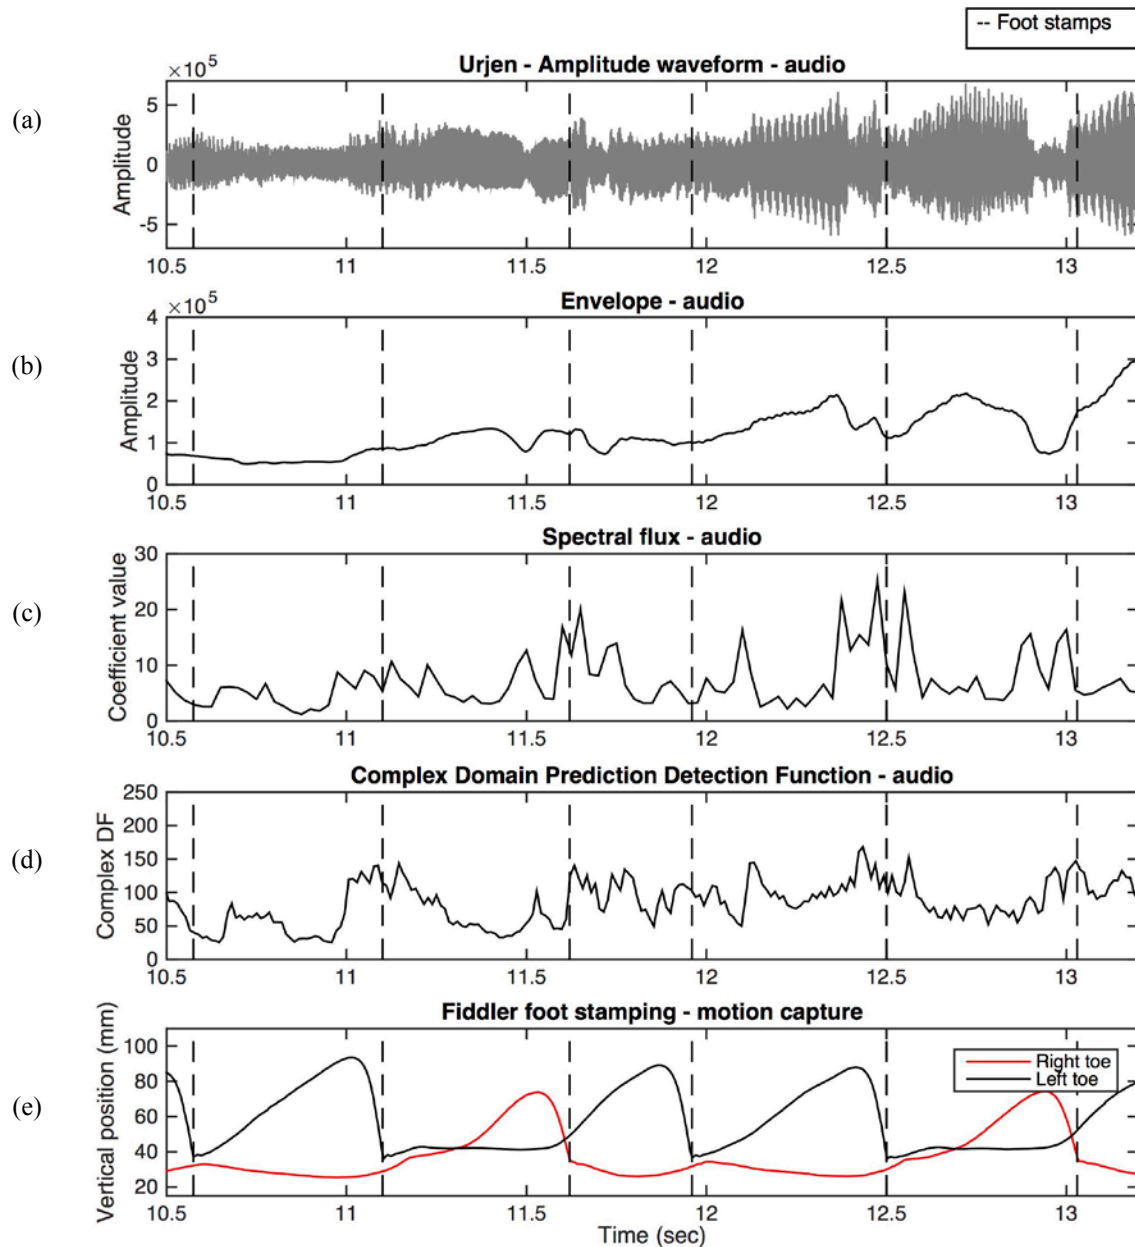 -- Foot stamps
Urjen - Amplitude waveform - audio
(a)
×10⁵
Amplitude
5
0
-5
10.5 11 11.5 12 12.5 13
Envelope - audio
(b)
×10⁵
Amplitude
4
3
2
1
0
10.5 11 11.5 12 12.5 13
Spectral flux - audio
(c)
Coefficient value
30
20
10
0
10.5 11 11.5 12 12.5 13
Complex Domain Prediction Detection Function - audio
(d)
Complex DF
250
200
150
100
50
0
10.5 11 11.5 12 12.5 13
Fiddler foot stamping - motion capture
(e)
Vertical position (mm)
100
80
60
40
20
Right toe
Left toe
10.5 11 11.5 12 12.5 13
Time (sec)